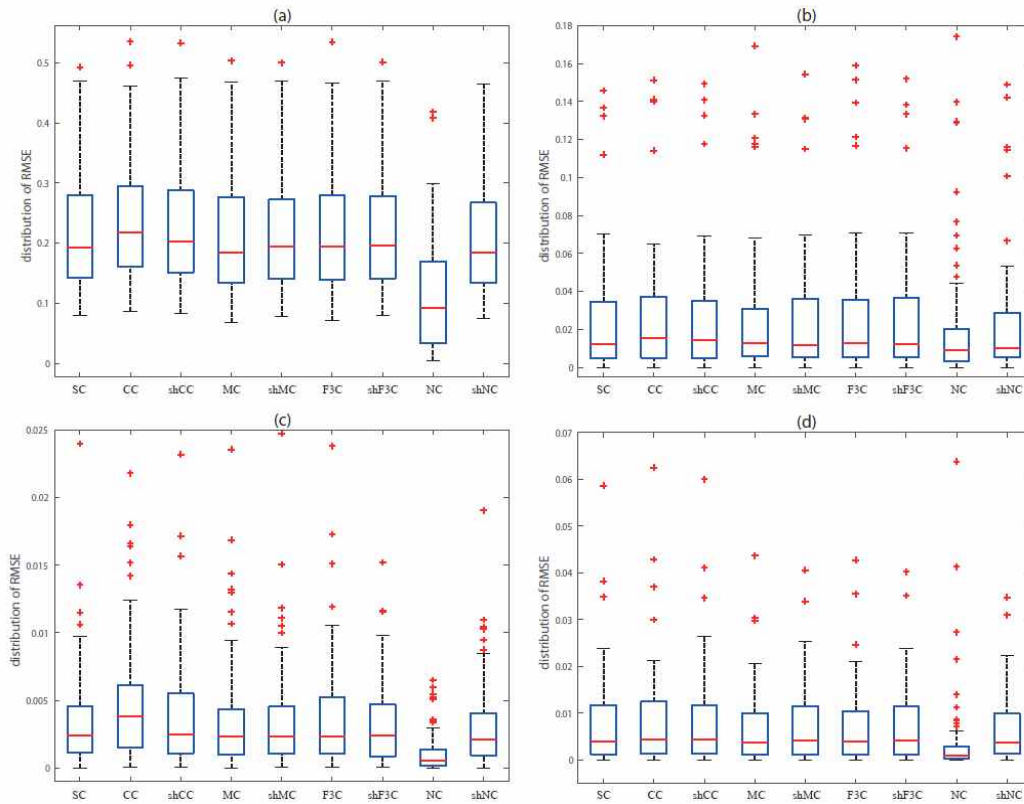 (a)
distribution of RMSE
0.5
0.4
0.3
0.2
0.1
0
SC CC shCC MC shMC F3C shF3C NC shNC
(b)
distribution of RMSE
0.18
0.16
0.14
0.12
0.1
0.08
0.06
0.04
0.02
0
SC CC shCC MC shMC F3C shF3C NC shNC
(c)
distribution of RMSE
0.025
0.02
0.015
0.01
0.005
0
SC CC shCC MC shMC F3C shF3C NC shNC
(d)
distribution of RMSE
0.07
0.06
0.05
0.04
0.03
0.02
0.01
0
SC CC shCC MC shMC F3C shF3C NC shNC